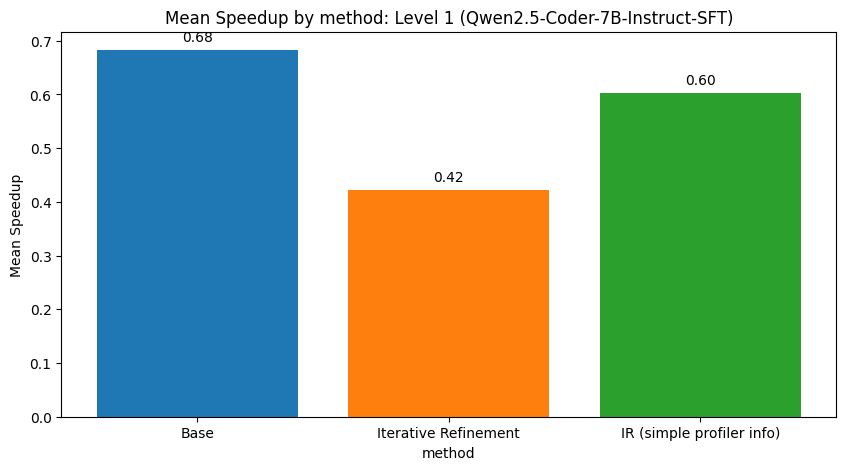 Mean Speedup by method: Level 1 (Qwen2.5-Coder-7B-Instruct-SFT)
Mean Speedup
0.7
0.6
0.5
0.4
0.3
0.2
0.1
0.0
0.68
0.42
0.60
Base
Iterative Refinement
IR (simple profiler info)
method